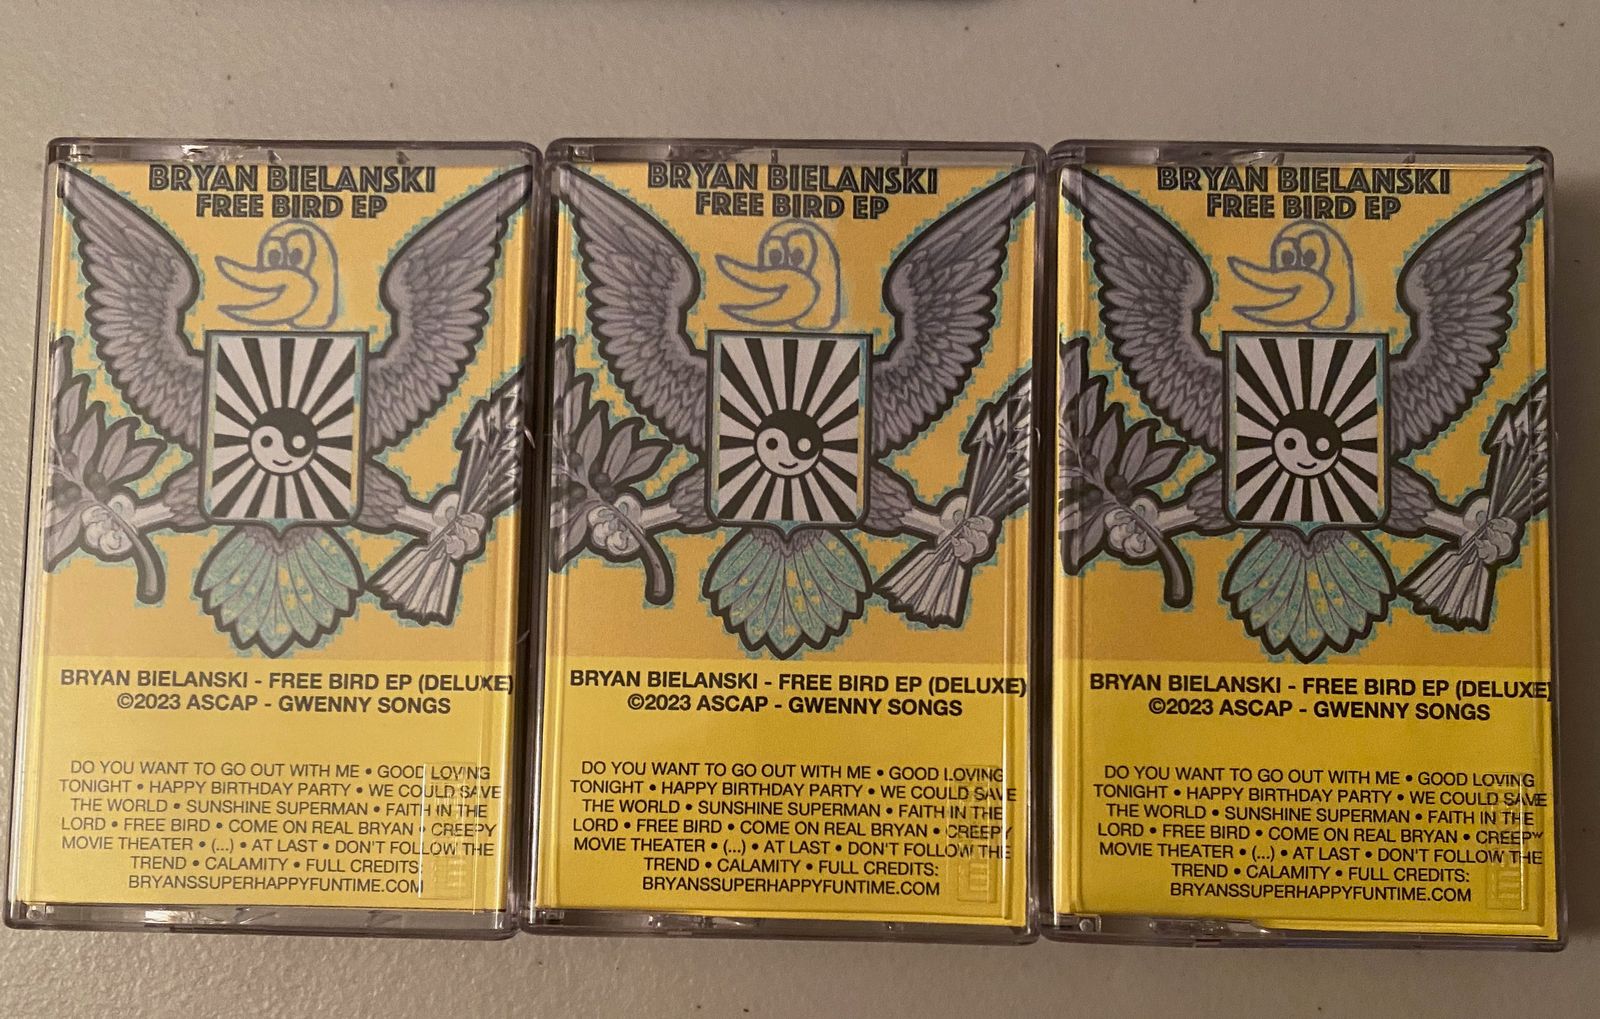 BRYAN BIELANSKI
FREE BIRD EP
BRYAN BIELANSKI - FREE BIRD EP (DELUXE)
©2023 ASCAP - GWENNY SONGS
DO YOU WANT TO GO OUT WITH ME • GOOD LOVING
TONIGHT • HAPPY BIRTHDAY PARTY • WE COULD SAVE
THE WORLD • SUNSHINE SUPERMAN • FAITH IN THE
LORD • FREE BIRD • COME ON REAL BRYAN • CREEPY
MOVIE THEATER • (...) • AT LAST • DON'T FOLLOW THE
TREND • CALAMITY • FULL CREDITS:
BRYANSSUPERHAPPYFUNTIME.COM
BRYAN BIELANSKI
FREE BIRD EP
BRYAN BIELANSKI - FREE BIRD EP (DELUXE)
©2023 ASCAP - GWENNY SONGS
DO YOU WANT TO GO OUT WITH ME • GOOD LOVING
TONIGHT • HAPPY BIRTHDAY PARTY • WE COULD SAVE
THE WORLD • SUNSHINE SUPERMAN • FAITH IN THE
LORD • FREE BIRD • COME ON REAL BRYAN • CREEPY
MOVIE THEATER • (...) • AT LAST • DON'T FOLLOW THE
TREND • CALAMITY • FULL CREDITS:
BRYANSSUPERHAPPYFUNTIME.COM
BRYAN BIELANSKI
FREE BIRD EP
BRYAN BIELANSKI - FREE BIRD EP (DELUXE)
©2023 ASCAP - GWENNY SONGS
DO YOU WANT TO GO OUT WITH ME • GOOD LOVING
TONIGHT • HAPPY BIRTHDAY PARTY • WE COULD SAVE
THE WORLD • SUNSHINE SUPERMAN • FAITH IN THE
LORD • FREE BIRD • COME ON REAL BRYAN • CREEPY
MOVIE THEATER • (...) • AT LAST • DON'T FOLLOW THE
TREND • CALAMITY • FULL CREDITS:
BRYANSSUPERHAPPYFUNTIME.COM